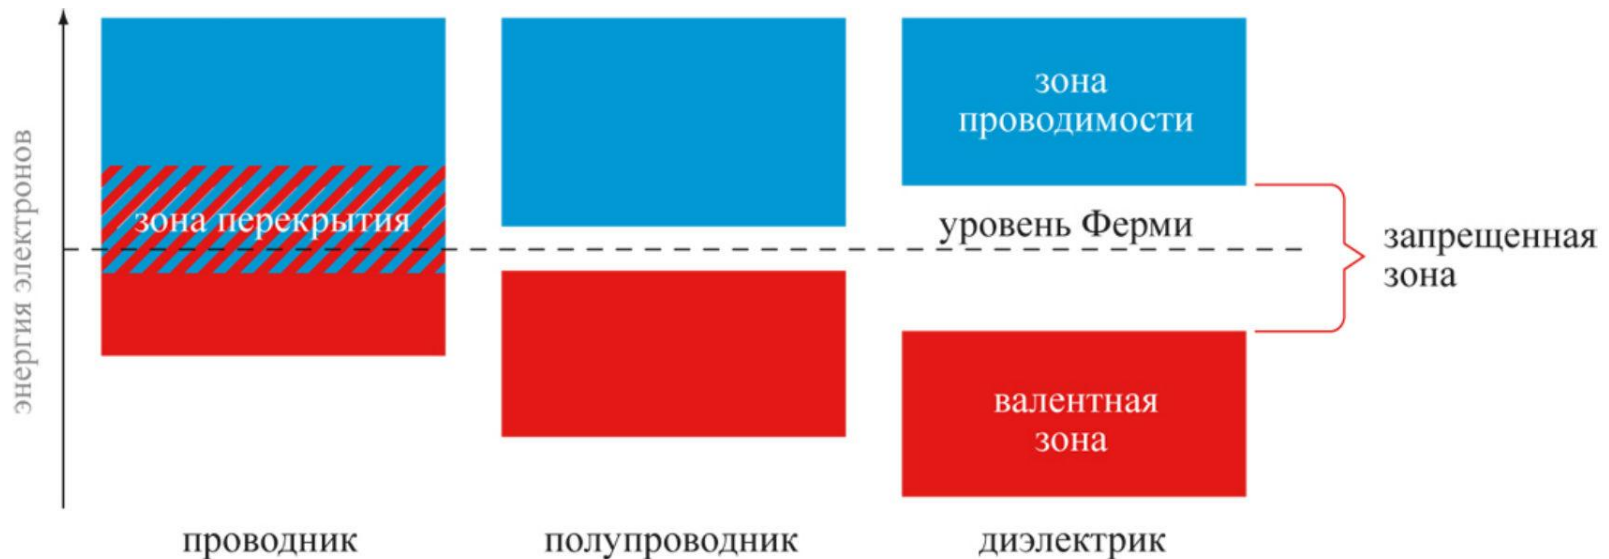 энергия электронов
зона перекрытия
зона
проводимости
уровень Ферми
запрещенная
зона
валентная
зона
проводник
полупроводник
диэлектрик